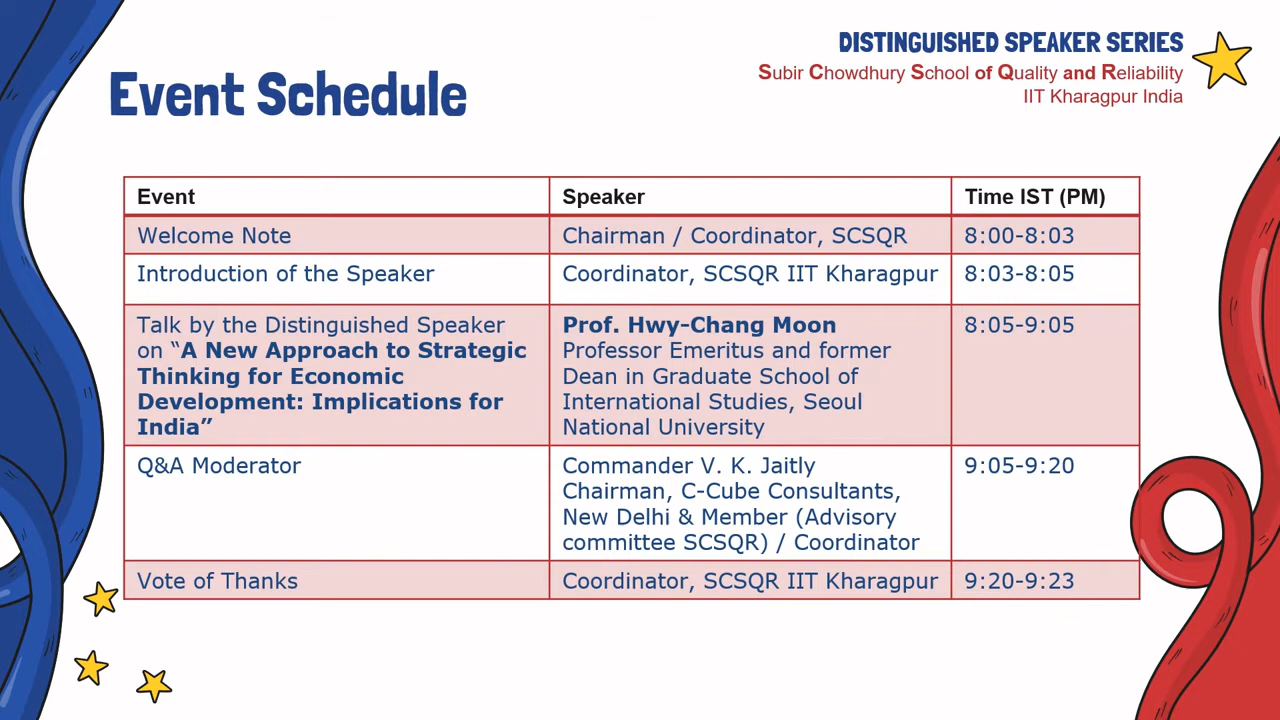 DISTINGUISHED SPEAKER SERIES
Subir Chowdhury School of Quality and Reliability
IIT Kharagpur India
Event Schedule
Event Speaker Time IST (PM)
Welcome Note Chairman / Coordinator, SCSQR 8:00-8:03
Introduction of the Speaker Coordinator, SCSQR IIT Kharagpur 8:03-8:05
Talk by the Distinguished Speaker
on “A New Approach to Strategic
Thinking for Economic
Development: Implications for
India”
Prof. Hwy-Chang Moon
Professor Emeritus and former
Dean in Graduate School of
International Studies, Seoul
National University
8:05-9:05
Q&A Moderator
Commander V. K. Jaitly
Chairman, C-Cube Consultants,
New Delhi & Member (Advisory
committee SCSQR) / Coordinator
9:05-9:20
Vote of Thanks Coordinator, SCSQR IIT Kharagpur 9:20-9:23